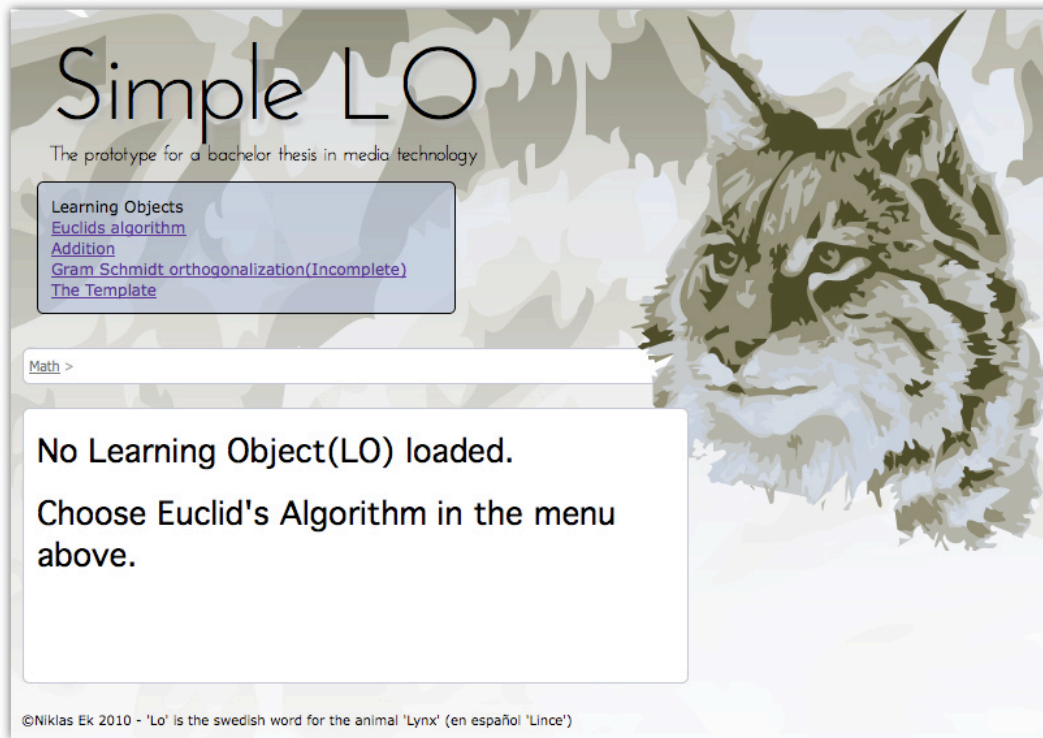 Simple LO
The prototype for a bachelor thesis in media technology
Learning Objects
Euclids algorithm
Addition
Gram Schmidt orthogonalization(Incomplete)
The Template
Math >
No Learning Object(LO) loaded.
Choose Euclid's Algorithm in the menu
above.
©Niklas Ek 2010 - 'Lo' is the swedish word for the animal 'Lynx' (en español 'Lince')